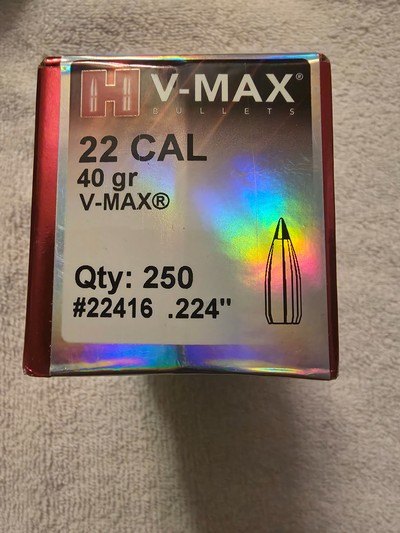 H V-MAX®
BULLETS
22 CAL
40 gr
V-MAX®
Qty: 250
#22416 .224"